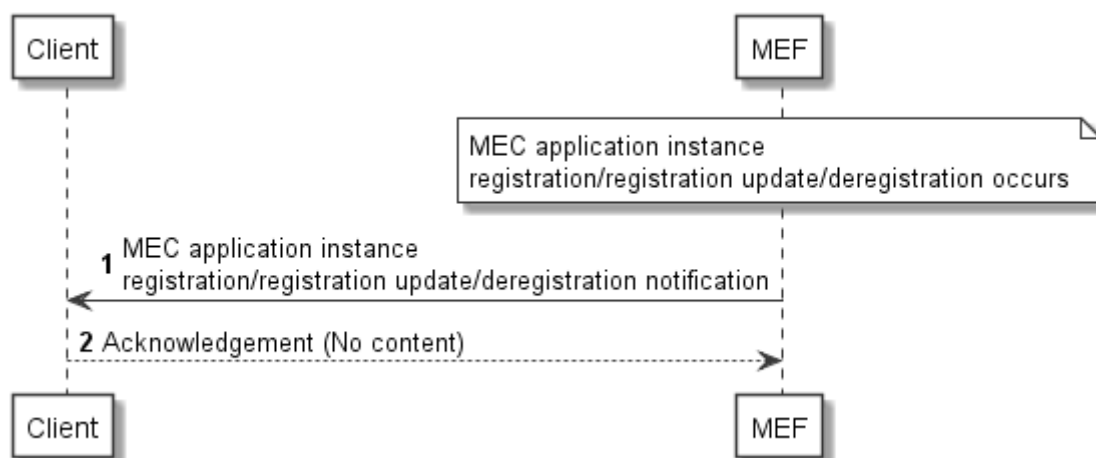 Client
MEF
MEC application instance
registration/registration update/deregistration occurs
1 MEC application instance
registration/registration update/deregistration notification
2 Acknowledgement (No content)
Client
MEF